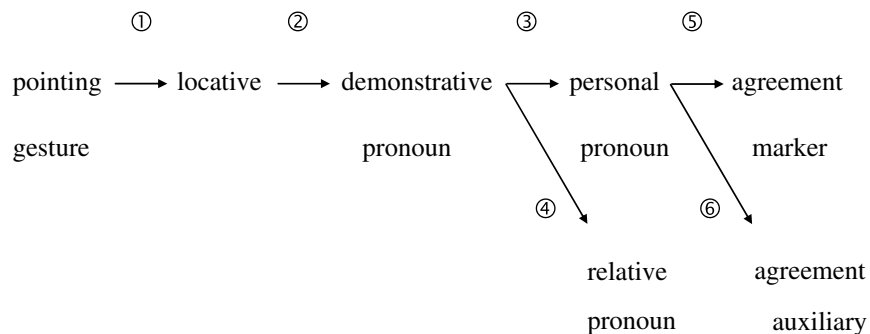 ① ② ③ ⑤
pointing locative demonstrative personal agreement
gesture pronoun pronoun marker
④ ⑥
relative agreement
pronoun auxiliary